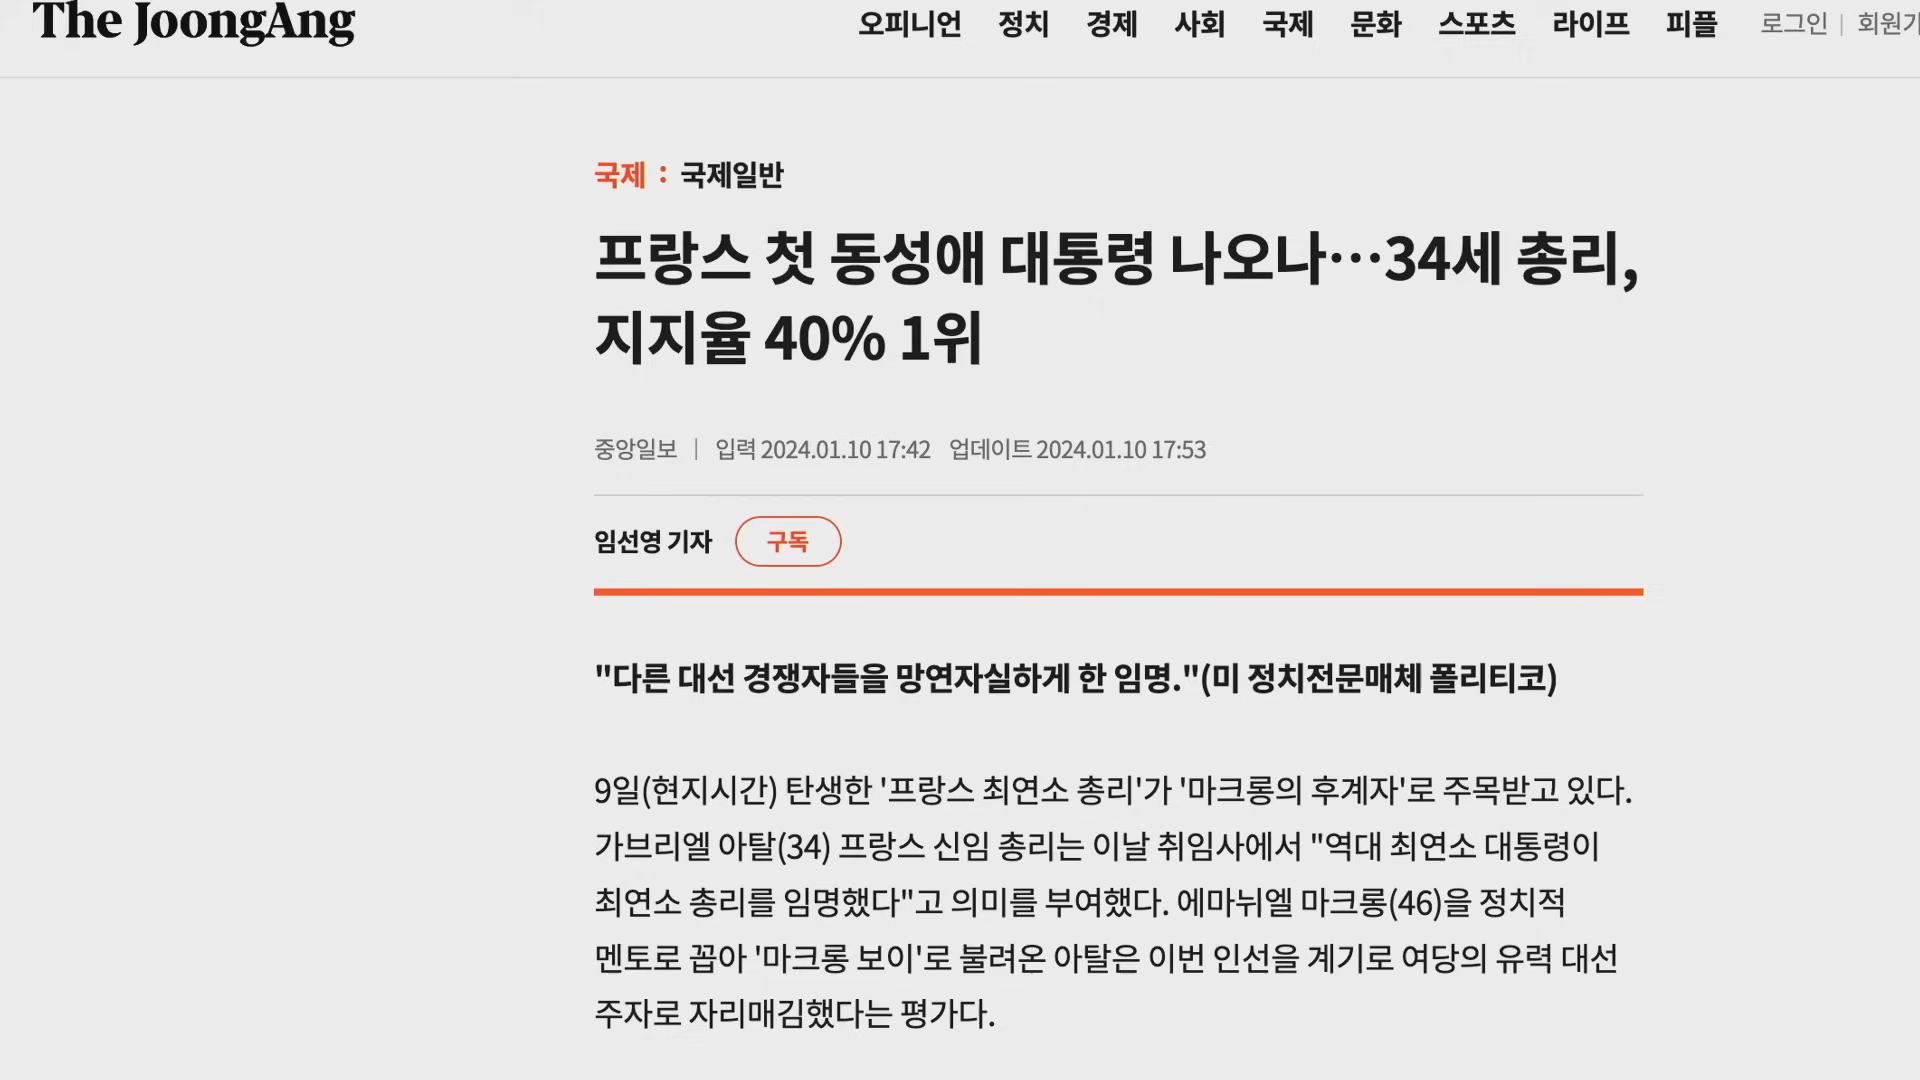 The JoongAng
오피니언 정치 경제 사회 국제 문화 스포츠 라이프 피플 로그인 | 회원가
국제 : 국제일반
프랑스 첫 동성애 대통령 나오나…34세 총리,
지지율 40% 1위
중앙일보 | 입력 2024.01.10 17:42 업데이트 2024.01.10 17:53
임선영 기자 구독
"다른 대선 경쟁자들을 망연자실하게 한 임명."(미 정치전문매체 폴리티코)
9일(현지시간) 탄생한 '프랑스 최연소 총리'가 '마크롱의 후계자'로 주목받고 있다.
가브리엘 아탈(34) 프랑스 신임 총리는 이날 취임사에서 "역대 최연소 대통령이
최연소 총리를 임명했다"고 의미를 부여했다. 에마뉘엘 마크롱(46)을 정치적
멘토로 꼽아 '마크롱 보이'로 불려온 아탈은 이번 인선을 계기로 여당의 유력 대선
주자로 자리매김했다는 평가다.